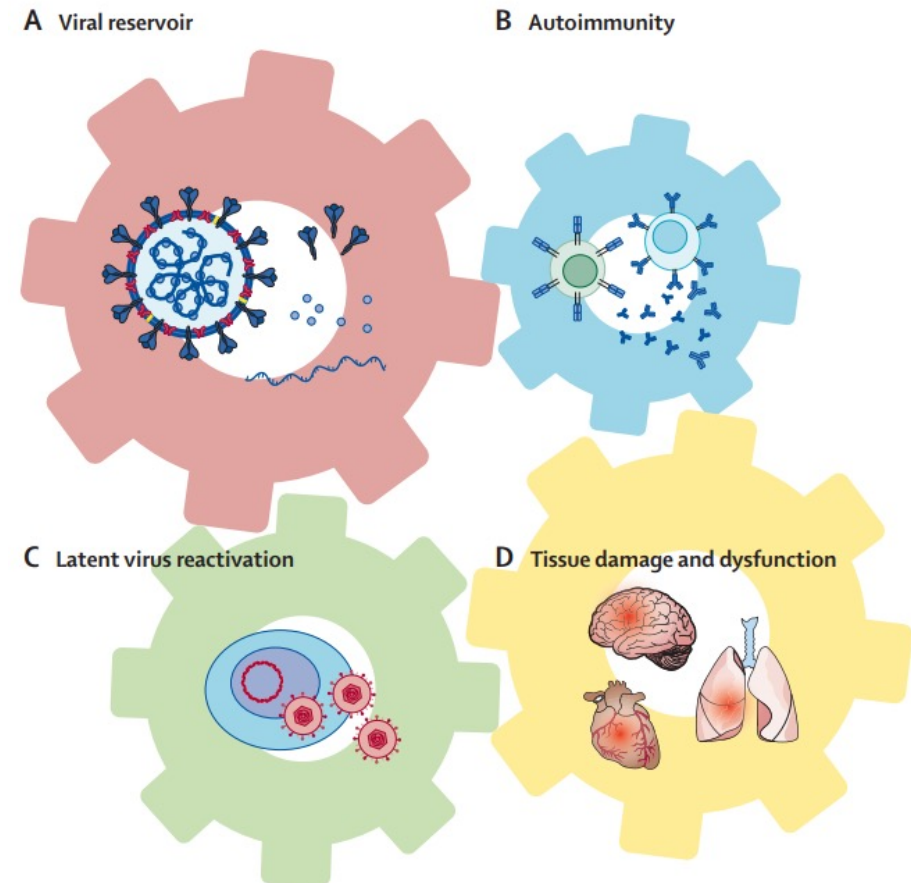 A Viral reservoir
B Autoimmunity
C Latent virus reactivation
D Tissue damage and dysfunction